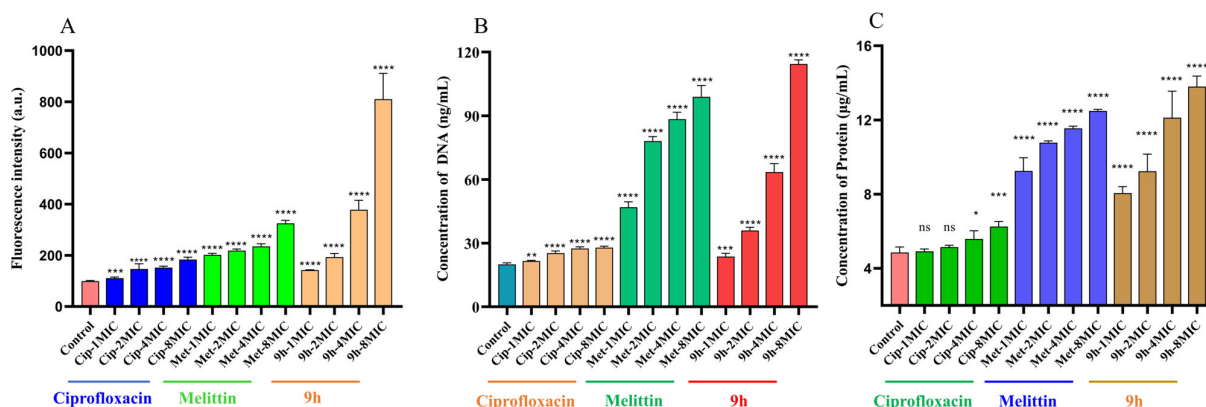 A
Fluorescence intensity (a.u.)
1000
800
600
400
200
0
***
****
****
****
****
****
****
****
****
****
****
****
Control
Cip-1MIC
Cip-2MIC
Cip-4MIC
Cip-8MIC
Met-1MIC
Met-2MIC
Met-4MIC
Met-8MIC
9h-1MIC
9h-2MIC
9h-4MIC
9h-8MIC
Ciprofloxacin
Melittin
9h
B
Concentration of DNA (ng/mL)
120
90
60
30
0
**
****
****
****
****
****
****
****
***
****
****
****
Control
Cip-1MIC
Cip-2MIC
Cip-4MIC
Cip-8MIC
Met-1MIC
Met-2MIC
Met-4MIC
Met-8MIC
9h-1MIC
9h-2MIC
9h-4MIC
9h-8MIC
Ciprofloxacin
Melittin
9h
C
Concentration of Protein (μg/mL)
16
12
8
4
ns
ns
*
***
****
****
****
****
****
****
****
****
Control
Cip-1MIC
Cip-2MIC
Cip-4MIC
Cip-8MIC
Met-1MIC
Met-2MIC
Met-4MIC
Met-8MIC
9h-1MIC
9h-2MIC
9h-4MIC
9h-8MIC
Ciprofloxacin
Melittin
9h